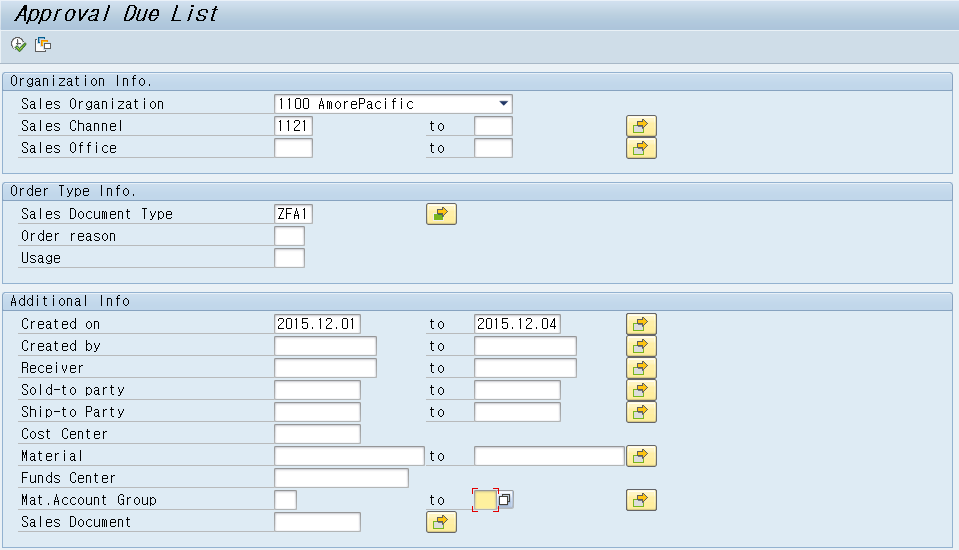 Approval Due List
Organization Info.
Sales Organization 1100 AmorePacific
Sales Channel 1121 to
Sales Office to
Order Type Info.
Sales Document Type ZFA1
Order reason
Usage
Additional Info
Created on 2015.12.01 to 2015.12.04
Created by to
Receiver to
Sold-to party to
Ship-to Party to
Cost Center
Material to
Funds Center
Mat.Account Group to
Sales Document